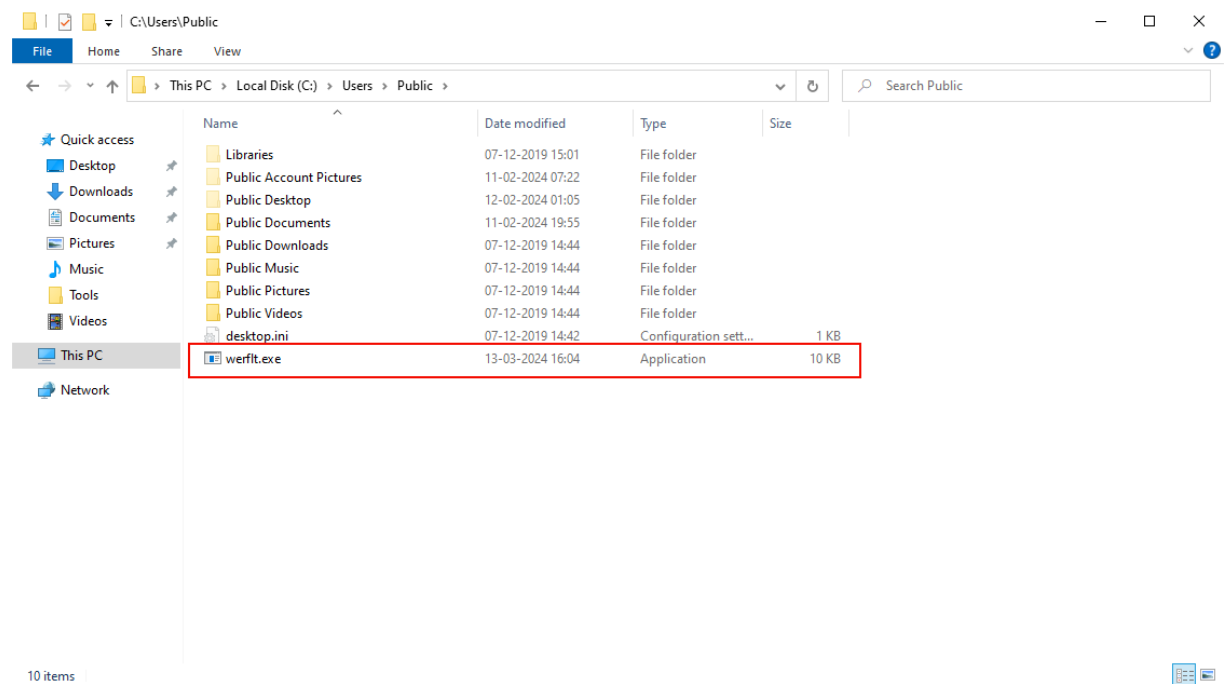 C:\Users\Public
File Home Share View
This PC > Local Disk (C:) > Users > Public >
Search Public
Name Date modified Type Size
Quick access
Desktop
Downloads
Documents
Pictures
Music
Tools
Videos
This PC
Network
Libraries 07-12-2019 15:01 File folder
Public Account Pictures 11-02-2024 07:22 File folder
Public Desktop 12-02-2024 01:05 File folder
Public Documents 11-02-2024 19:55 File folder
Public Downloads 07-12-2019 14:44 File folder
Public Music 07-12-2019 14:44 File folder
Public Pictures 07-12-2019 14:44 File folder
Public Videos 07-12-2019 14:44 File folder
desktop.ini 07-12-2019 14:42 Configuration sett... 1 KB
werflt.exe 13-03-2024 16:04 Application 10 KB
10 items